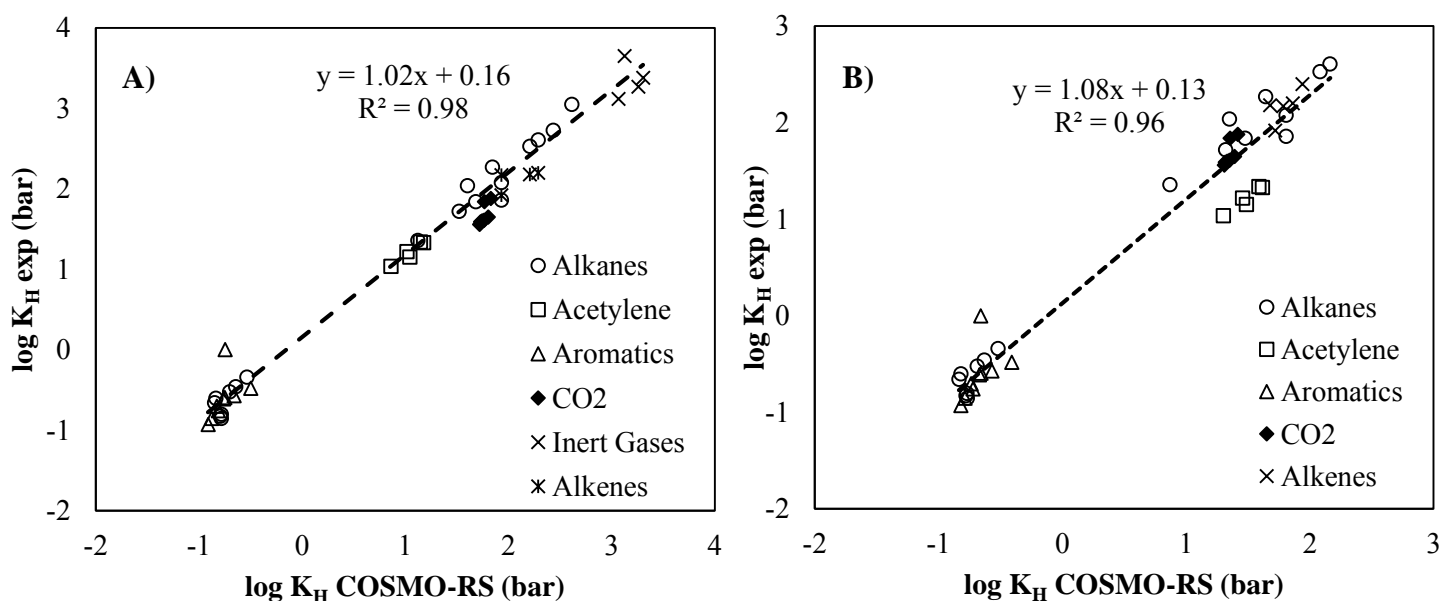 A)
y = 1.02x + 0.16
R² = 0.98
4
3
2
1
0
-1
-2
-2
-1
0
1
2
3
4
log K_H exp (bar)
log K_H COSMO-RS (bar)
Alkanes
Acetylene
Aromatics
CO2
Inert Gases
Alkenes
B)
y = 1.08x + 0.13
R² = 0.96
3
2
1
0
-1
-2
-2
-1
0
1
2
3
log K_H exp (bar)
log K_H COSMO-RS (bar)
Alkanes
Acetylene
Aromatics
CO2
Alkenes